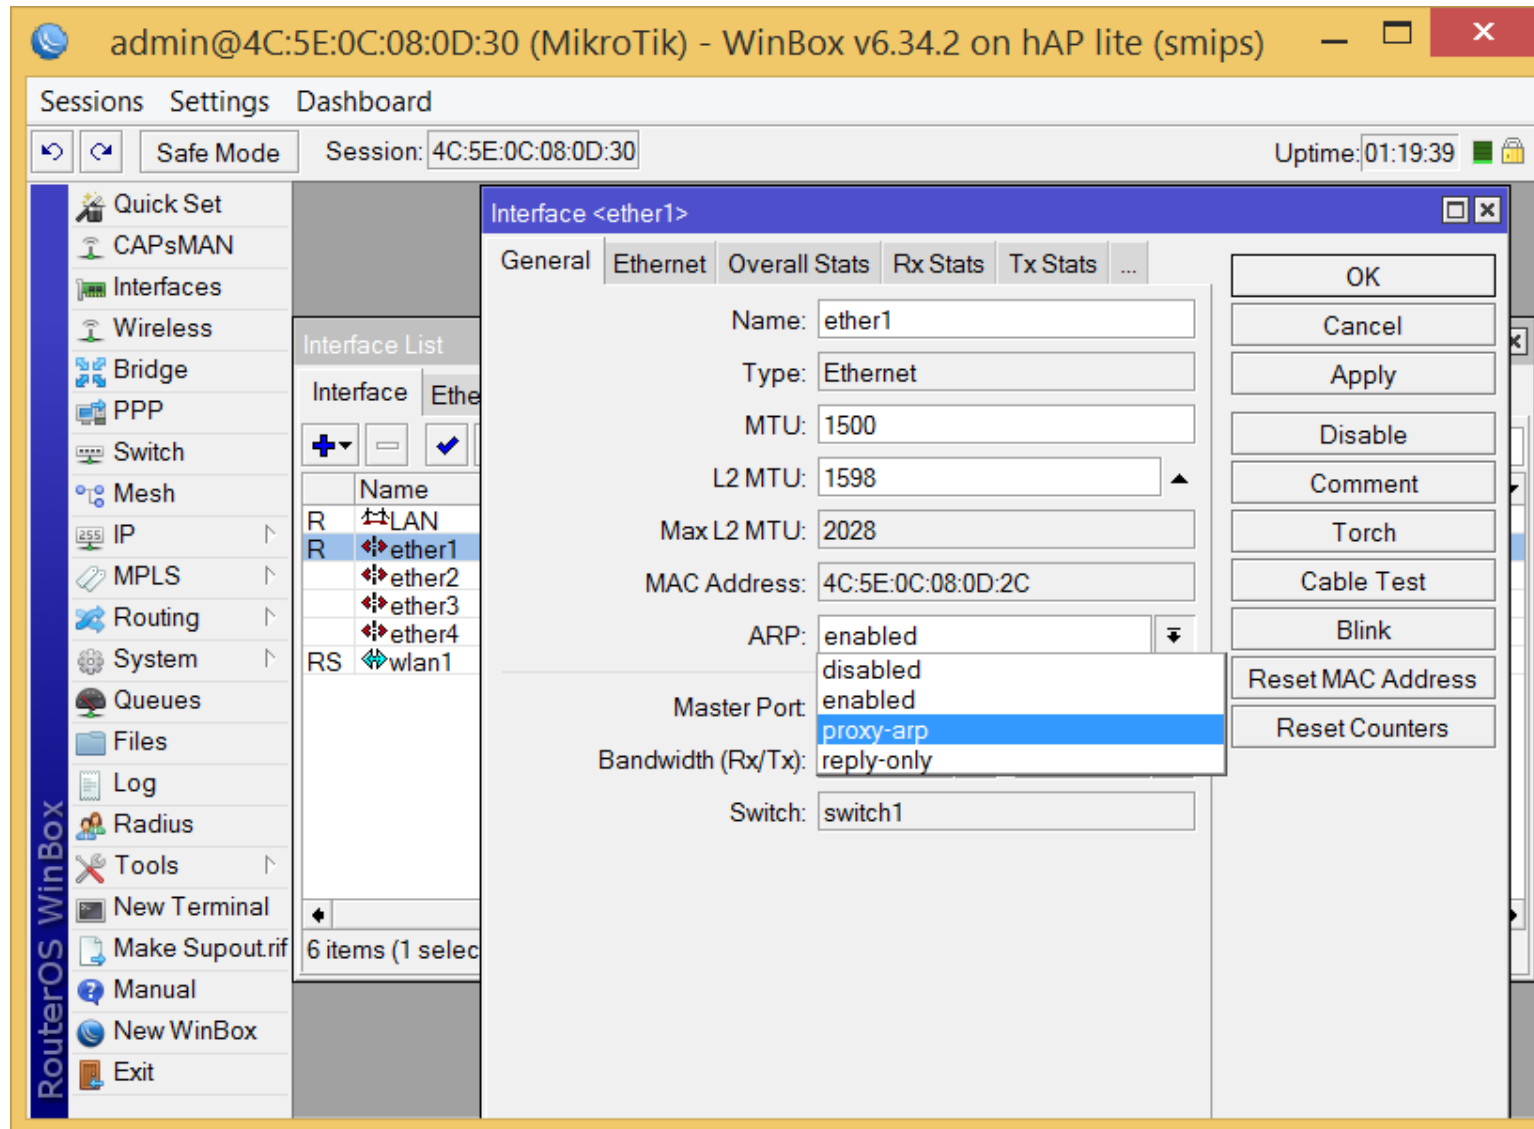 admin@4C:5E:0C:08:0D:30 (MikroTik) - WinBox v6.34.2 on hAP lite (smips)
Sessions Settings Dashboard
Safe Mode Session: 4C:5E:0C:08:0D:30 Uptime: 01:19:39
RouterOS WinBox
Quick Set
CAPsMAN
Interfaces
Wireless
Bridge
PPP
Switch
Mesh
IP
MPLS
Routing
System
Queues
Files
Log
Radius
Tools
New Terminal
Make Supout.rif
Manual
New WinBox
Exit
Interface List
Interface Ethe
Name
R LAN
R ether1
ether2
ether3
ether4
RS wlan1
6 items (1 selec
Interface <ether1>
General Ethernet Overall Stats Rx Stats Tx Stats ...
Name: ether1
Type: Ethernet
MTU: 1500
L2 MTU: 1598
Max L2 MTU: 2028
MAC Address: 4C:5E:0C:08:0D:2C
ARP: enabled
disabled
enabled
proxy-arp
reply-only
Master Port:
Bandwidth (Rx/Tx):
Switch: switch1
OK
Cancel
Apply
Disable
Comment
Torch
Cable Test
Blink
Reset MAC Address
Reset Counters